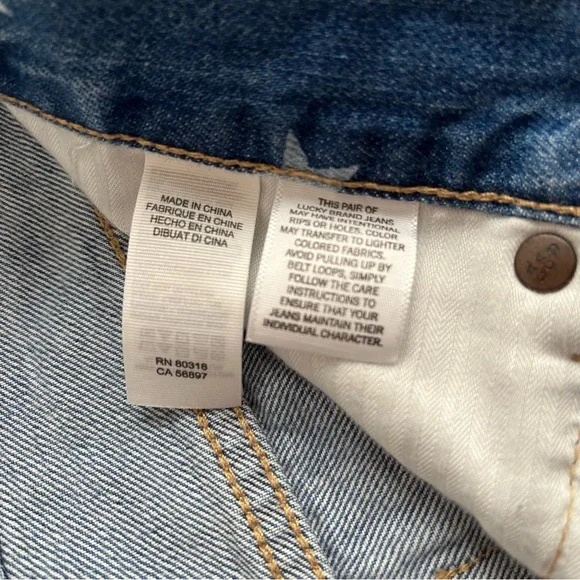 MADE IN CHINA
FABRIQUE EN CHINE
HECHO EN CHINA
DIBUAT DI CINA
RN 80318
CA 56897
THIS PAIR OF
LUCKY BRAND JEANS
MAY HAVE INTENTIONAL
RIPS OR HOLES. COLOR
MAY TRANSFER TO LIGHTER
COLORED FABRICS.
AVOID PULLING UP BY
BELT LOOPS, SIMPLY
FOLLOW THE CARE
INSTRUCTIONS TO
ENSURE THAT YOUR
JEANS MAINTAIN THEIR
INDIVIDUAL CHARACTER.